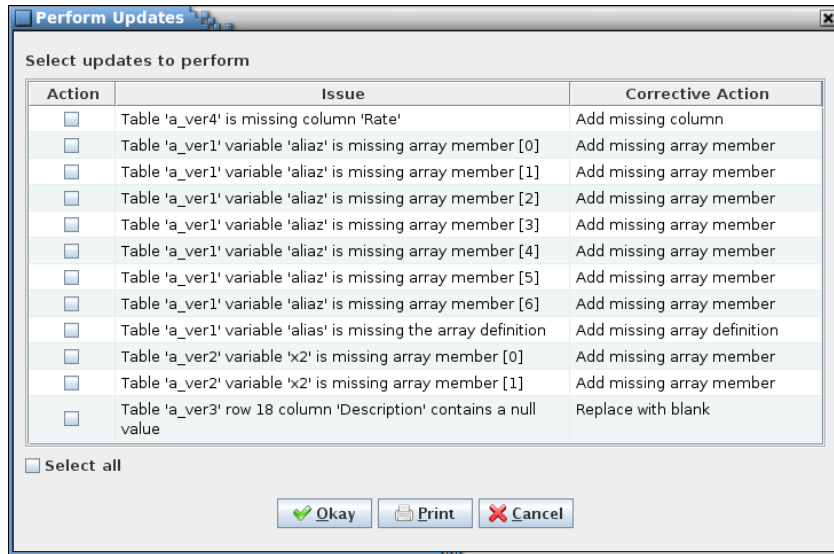 Perform Updates
Select updates to perform
Action Issue Corrective Action
Table 'a_ver4' is missing column 'Rate' Add missing column
Table 'a_ver1' variable 'aliaz' is missing array member [0] Add missing array member
Table 'a_ver1' variable 'aliaz' is missing array member [1] Add missing array member
Table 'a_ver1' variable 'aliaz' is missing array member [2] Add missing array member
Table 'a_ver1' variable 'aliaz' is missing array member [3] Add missing array member
Table 'a_ver1' variable 'aliaz' is missing array member [4] Add missing array member
Table 'a_ver1' variable 'aliaz' is missing array member [5] Add missing array member
Table 'a_ver1' variable 'aliaz' is missing array member [6] Add missing array member
Table 'a_ver1' variable 'alias' is missing the array definition Add missing array definition
Table 'a_ver2' variable 'x2' is missing array member [0] Add missing array member
Table 'a_ver2' variable 'x2' is missing array member [1] Add missing array member
Table 'a_ver3' row 18 column 'Description' contains a null Replace with blank
value
Select all
Okay Print Cancel